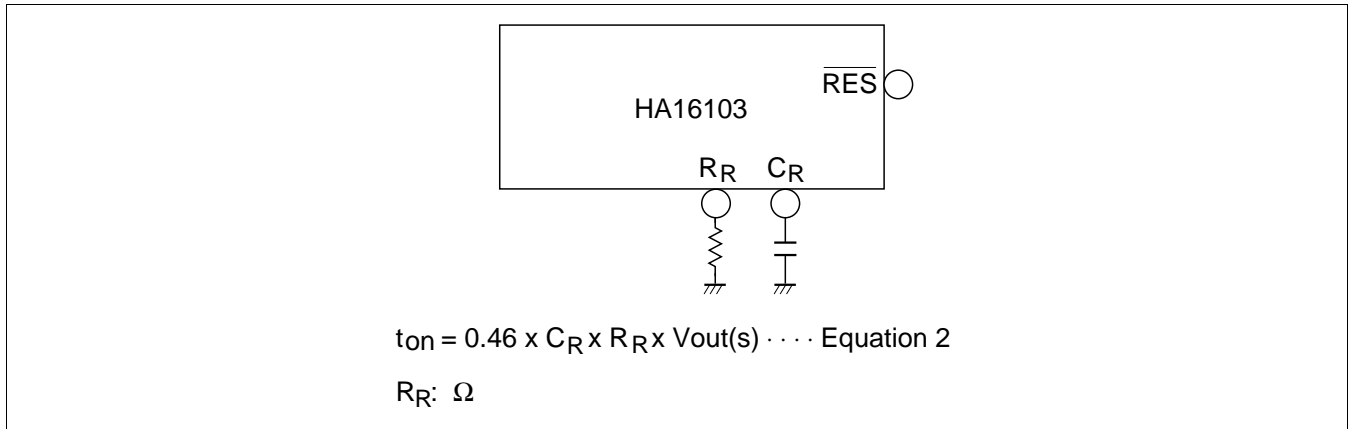 RES
HA16103
RR CR
ton = 0.46 x CR x RR x Vout(s) ···· Equation 2
RR: Ω